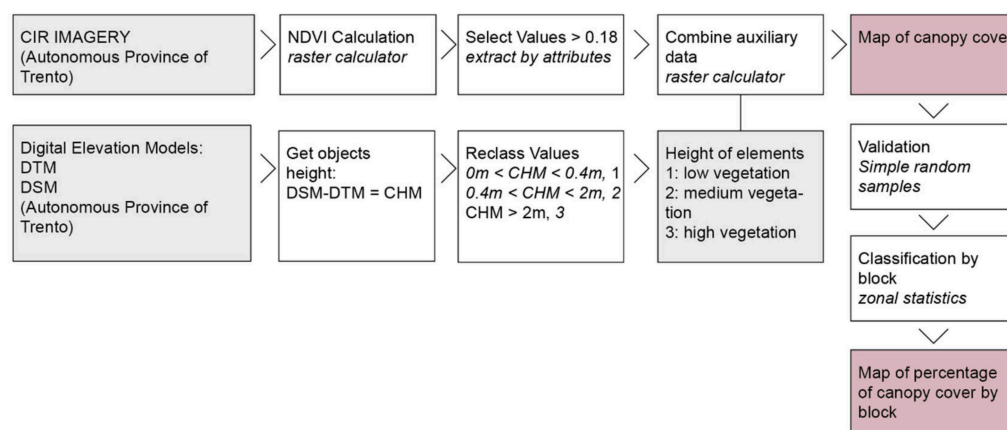 CIR IMAGERY
(Autonomous Province of
Trento)
NDVI Calculation
raster calculator
Select Values > 0.18
extract by attributes
Combine auxiliary
data
raster calculator
Map of canopy cove
Digital Elevation Models:
DTM
DSM
(Autonomous Province of
Trento)
Get objects
height:
DSM-DTM = CHM
Reclass Values
0m < CHM < 0.4m, 1
0.4m < CHM < 2m, 2
CHM > 2m, 3
Height of elements
1: low vegetation
2: medium vegeta-
tion
3: high vegetation
Validation
Simple random
samples
Classification by
block
zonal statistics
Map of percentage
of canopy cover by
block